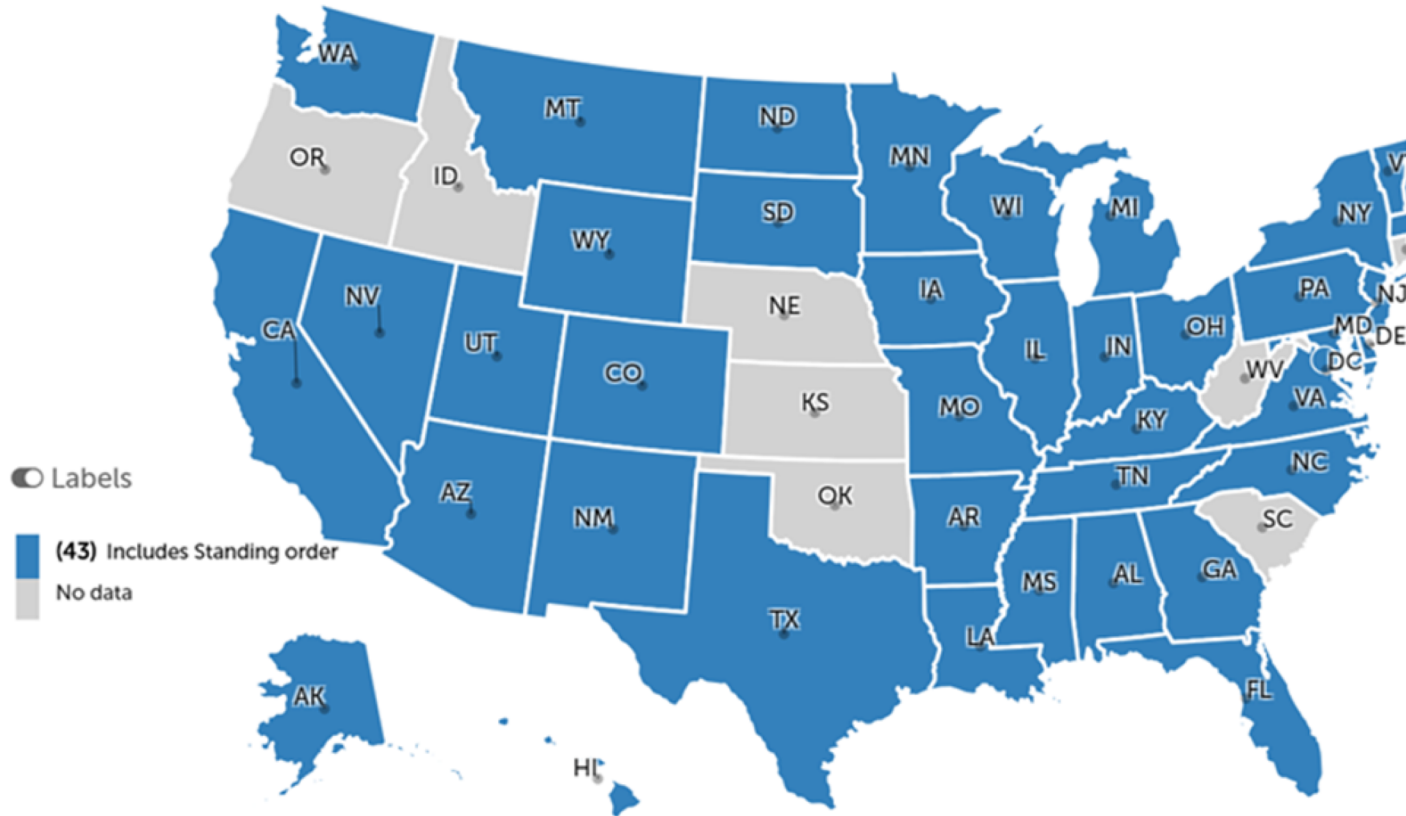 WA
MT
ND
MN
OR
ID
WI
MI
V
NY
SD
WY
IA
PA
NV
NE
NJ
CA
UT
OH
MD
DE
IL
IN
DC
CO
WV
KS
VA
MO
KY
NC
TN
Labels
AZ
OK
NM
AR
SC
(43) Includes Standing order
GA
MS
AL
No data
TX
LA
FL
AK
HI